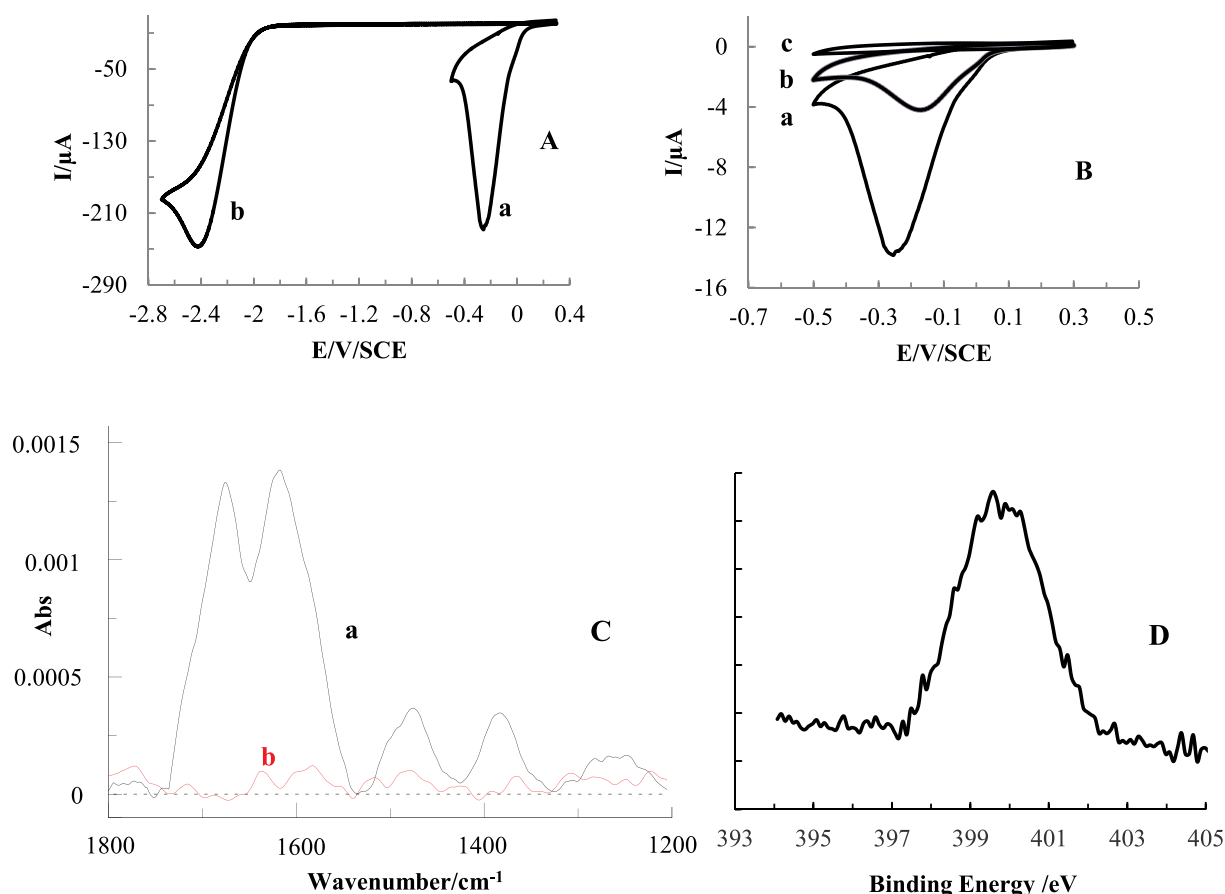 -50
-130
-210
-290
I/µA
-2.8 -2.4 -2 -1.6 -1.2 -0.8 -0.4 0 0.4
E/V/SCE
A
a
b
0
-4
-8
-12
-16
I/µA
-0.7 -0.5 -0.3 -0.1 0.1 0.3 0.5
E/V/SCE
B
c
b
a
0.0015
0.001
0.0005
0
Abs
1800 1600 1400 1200
Wavenumber/cm-1
a
b
C
D
393 395 397 399 401 403 405
Binding Energy /eV